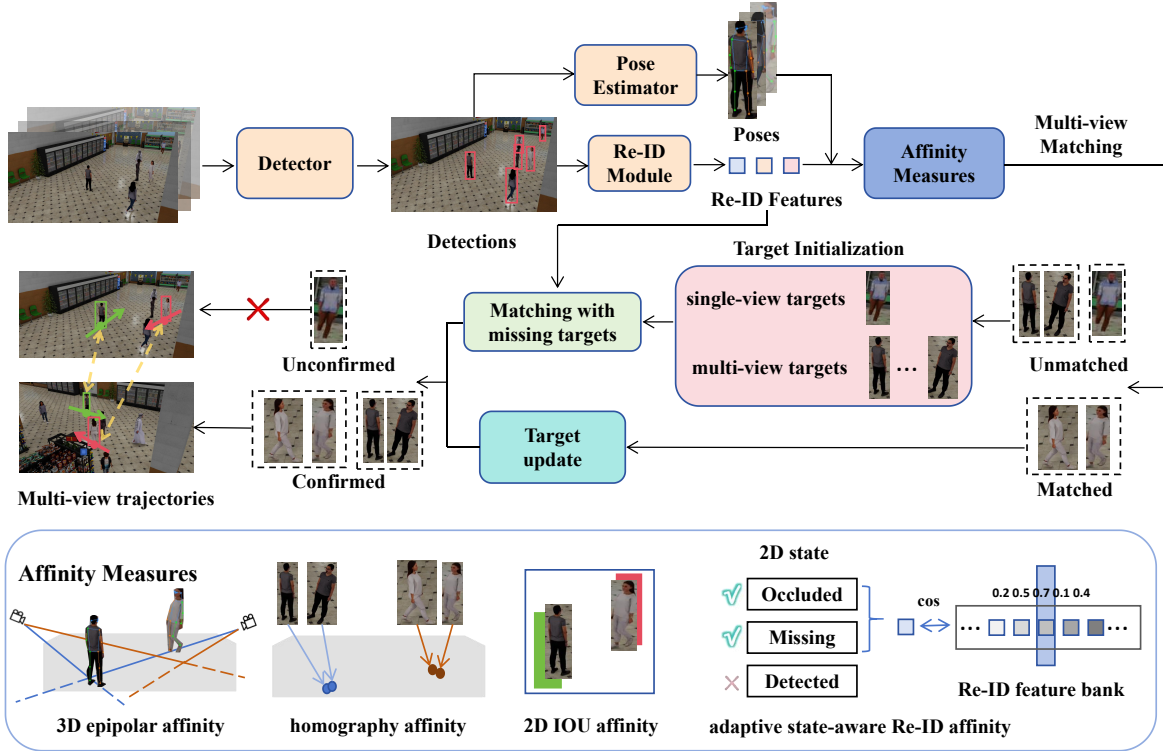 Pose
Estimator
Poses
Multi-view
Matching
Detector
Re-ID
Module
Affinity
Measures
Re-ID Features
Detections
Target Initialization
single-view targets
multi-view targets
...
Matching with
missing targets
Unconfirmed
Unmatched
Target
update
Confirmed
Matched
Multi-view trajectories
Affinity Measures
2D state
Occluded
Missing
Detected
cos
0.2 0.5 0.7 0.1 0.4
... ...
Re-ID feature bank
3D epipolar affinity
homography affinity
2D IOU affinity
adaptive state-aware Re-ID affinity